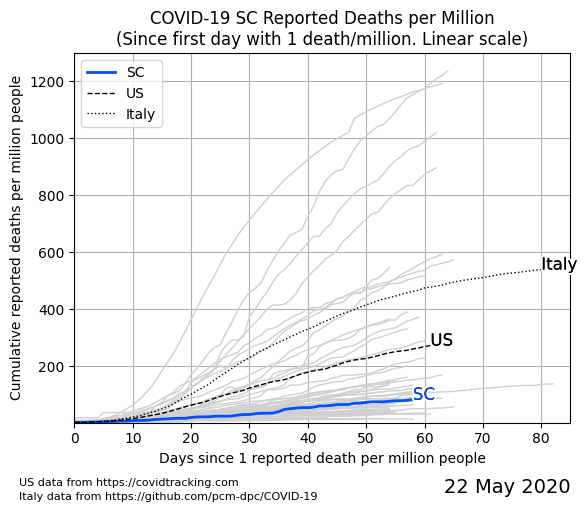 COVID-19 SC Reported Deaths per Million
(Since first day with 1 death/million. Linear scale)
Cumulative reported deaths per million people
1200
1000
800
600
400
200
SC
US
Italy
Italy
US
SC
0 10 20 30 40 50 60 70 80
Days since 1 reported death per million people
US data from https://covidtracking.com
Italy data from https://github.com/pcm-dpc/COVID-19
22 May 2020